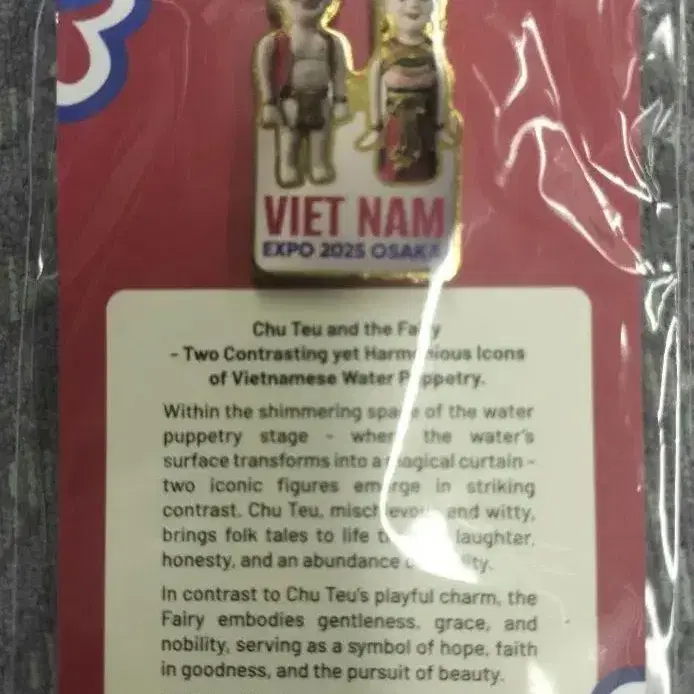 VIET NAM
EXPO 2025 OSAKA
Chu Teu and the Fairy
- Two Contrasting yet Harmonious Icons
of Vietnamese Water Puppetry.
Within the shimmering space of the water
puppetry stage - where the water's
surface transforms into a magical curtain -
two iconic figures emerge in striking
contrast. Chu Teu, mischievous and witty,
brings folk tales to life through laughter,
honesty, and an abundance
In contrast to Chu Teu's playful charm, the
Fairy embodies gentleness, grace, and
nobility, serving as a symbol of hope, faith
in goodness, and the pursuit of beauty.